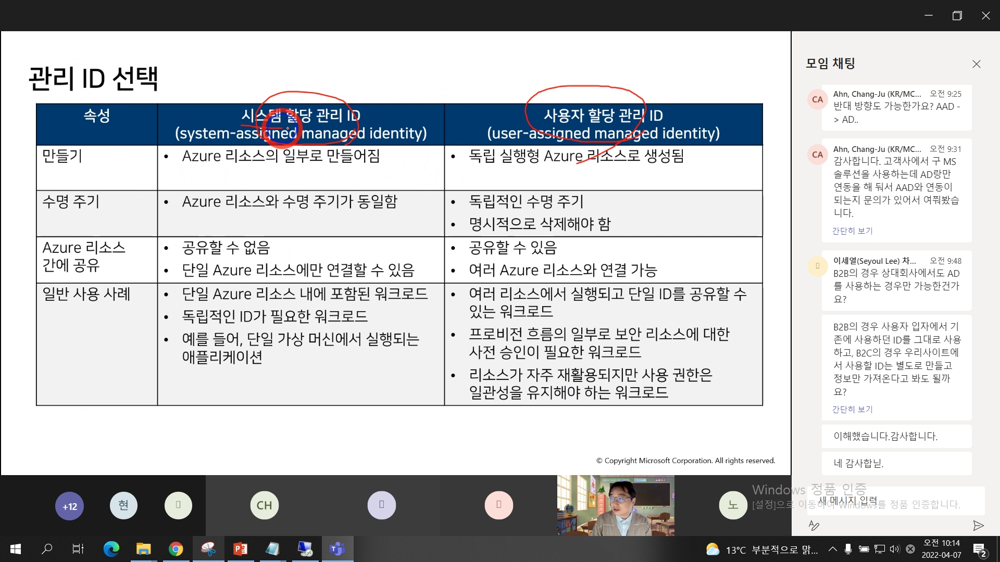 관리 ID 선택
속성
시스템 할당 관리 ID
(system-assigned managed identity)
사용자 할당 관리 ID
(user-assigned managed identity)
만들기
• Azure 리소스의 일부로 만들어짐
• 독립 실행형 Azure 리소스로 생성됨
수명 주기
• Azure 리소스와 수명 주기가 동일함
• 독립적인 수명 주기
• 명시적으로 삭제해야 함
Azure 리소스
간에 공유
• 공유할 수 없음
• 단일 Azure 리소스에만 연결할 수 있음
• 공유할 수 있음
• 여러 Azure 리소스와 연결 가능
일반 사용 사례
• 단일 Azure 리소스 내에 포함된 워크로드
• 독립적인 ID가 필요한 워크로드
• 예를 들어, 단일 가상 머신에서 실행되는
애플리케이션
• 여러 리소스에서 실행되고 단일 ID를 공유할 수
있는 워크로드
• 프로비전 흐름의 일부로 보안 리소스에 대한
사전 승인이 필요한 워크로드
• 리소스가 자주 재활용되지만 사용 권한은
일관성을 유지해야 하는 워크로드
© Copyright Microsoft Corporation. All rights reserved.
모임 채팅
CA
Ahn, Chang-Ju (KR/MC... 오전 9:25
반대 방향도 가능한가요? AAD -
> AD..
CA
Ahn, Chang-Ju (KR/MC... 오전 9:31
감사합니다. 고객사에서 구 MS
솔루션을 사용하는데 AD랑만
연동을 해 둬서 AAD와 연동이
되는지 문의가 있어서 여쭤봤습
니다.
간단히 보기
이세열(Seyoul Lee) 차... 오전 9:48
B2B의 경우 상대회사에서도 AD
를 사용하는 경우만 가능한건가
요?
B2B의 경우 사용자 입자에서 기
존에 사용하던 ID를 그대로 사용
하고, B2C의 경우 우리사이트에
서 사용할 ID는 별도로 만들고
정보만 가져온다고 봐도 될까
요?
간단히 보기
이해했습니다.감사합니다.
네 감사합닏.
Windows 정품 인증
[설정]으로 이동하여 Windows를 정품 인증합니다.
새 메시지 입력
+12
현
CH
노
13°C 부분적으로 맑...
오전 10:14
2022-04-07
2